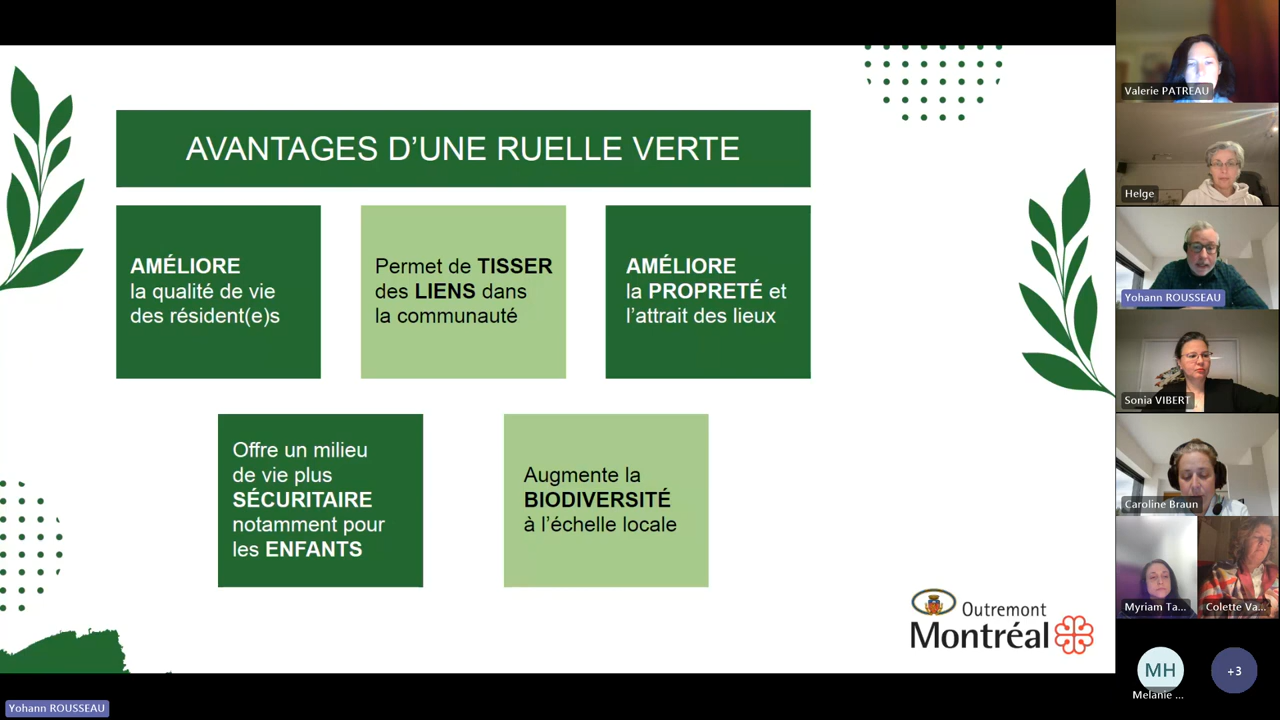 AVANTAGES D'UNE RUELLE VERTE
AMÉLIORE
la qualité de vie
des résident(e)s
Permet de TISSER
des LIENS dans
la communauté
AMÉLIORE
la PROPRETÉ et
l'attrait des lieux
Offre un milieu
de vie plus
SÉCURITAIRE
notamment pour
les ENFANTS
Augmente la
BIODIVERSITÉ
à l'échelle locale
Outremont
Montréal
Valerie PATREAU
Helge
Yohann ROUSSEAU
Sonia VIBERT
Caroline Braun
Myriam Ta...
Colette Va...
MH
Melanie ...
+3
Yohann ROUSSEAU